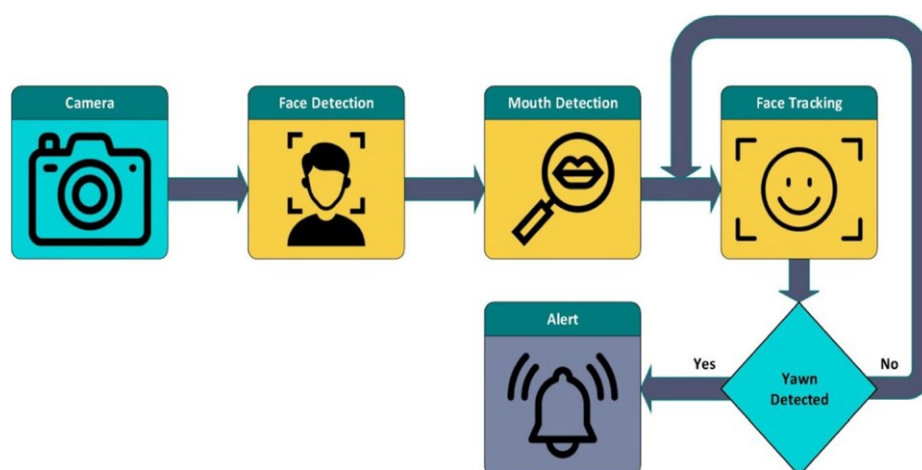 Camera
Face Detection
Mouth Detection
Face Tracking
Alert
Yes
Yawn
Detected
No